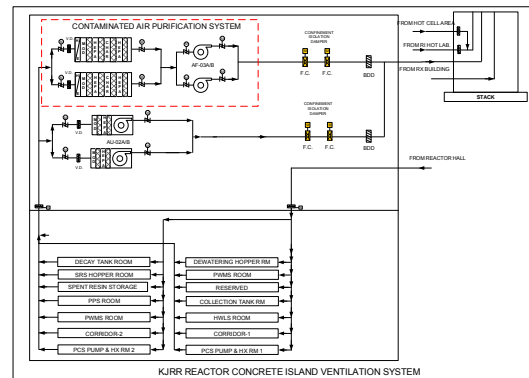 CONTAMINATED AIR PURIFICATION SYSTEM
V.D.
V.D.
AF-03A/B
CONFINEMENT
ISOLATION
DAMPER
F.C.
F.C.
BDD
FROM HOT CELL AREA
FROM RI HOT LAB.
FROM RX BUILDING
STACK
V.D.
V.D.
AU-02A/B
CONFINEMENT
ISOLATION
DAMPER
F.C.
F.C.
BDD
FROM REACTOR HALL
DECAY TANK ROOM
DEWATERING HOPPER RM
SRS HOPPER ROOM
PWMS ROOM
SPENT RESIN STORAGE
RESERVED
PPS ROOM
COLLECTION TANK RM
PWMS ROOM
HWLS ROOM
CORRIDOR-2
CORRIDOR-1
PCS PUMP & HX RM 2
PCS PUMP & HX RM 1
KJRR REACTOR CONCRETE ISLAND VENTILATION SYSTEM